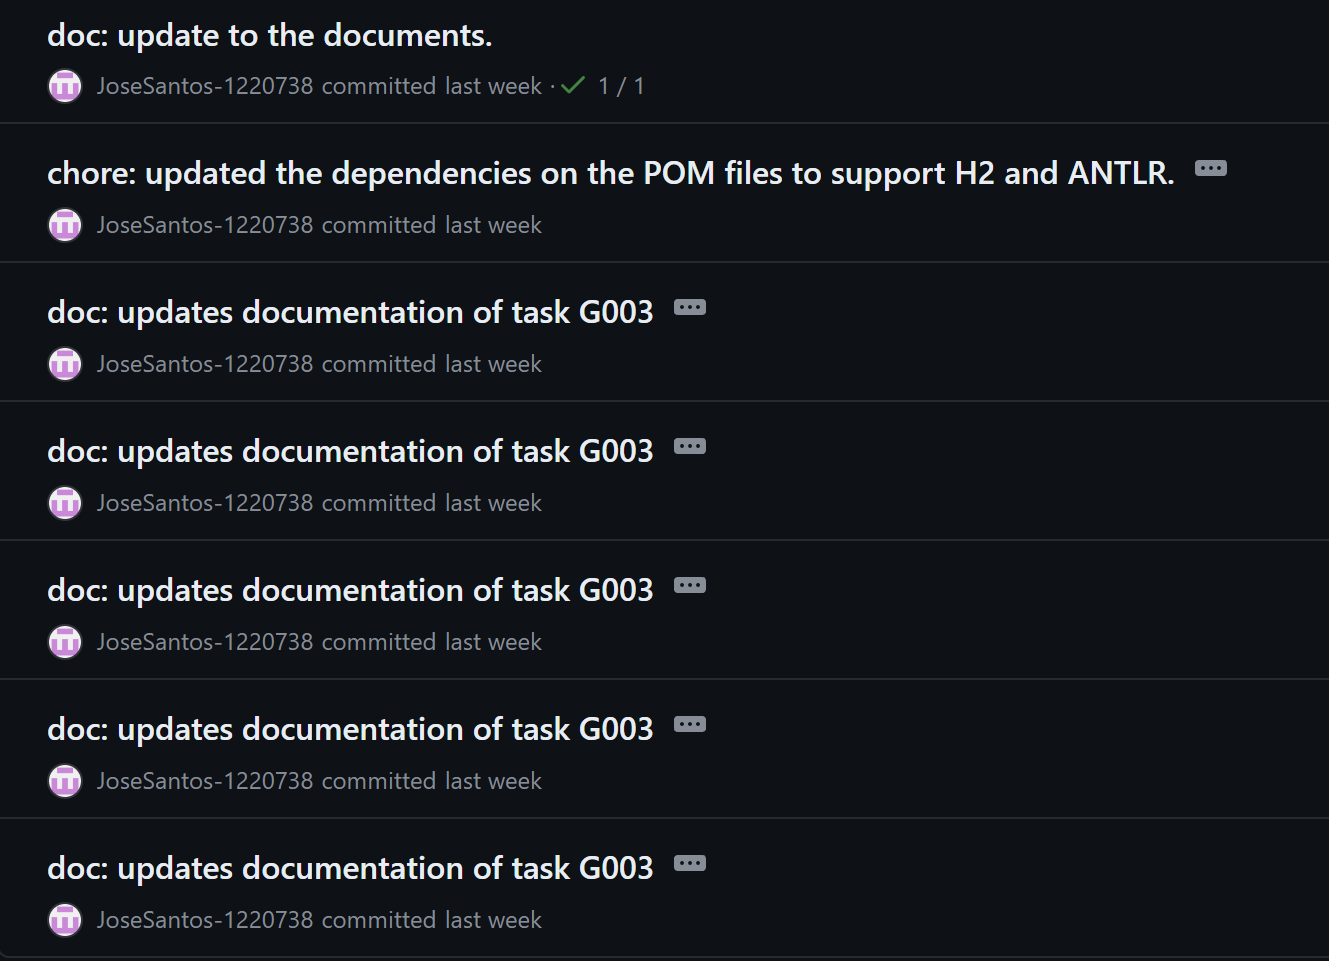 doc: update to the documents.
JoseSantos-1220738 committed last week · 1 / 1
chore: updated the dependencies on the POM files to support H2 and ANTLR.
JoseSantos-1220738 committed last week
doc: updates documentation of task G003
JoseSantos-1220738 committed last week
doc: updates documentation of task G003
JoseSantos-1220738 committed last week
doc: updates documentation of task G003
JoseSantos-1220738 committed last week
doc: updates documentation of task G003
JoseSantos-1220738 committed last week
doc: updates documentation of task G003
JoseSantos-1220738 committed last week